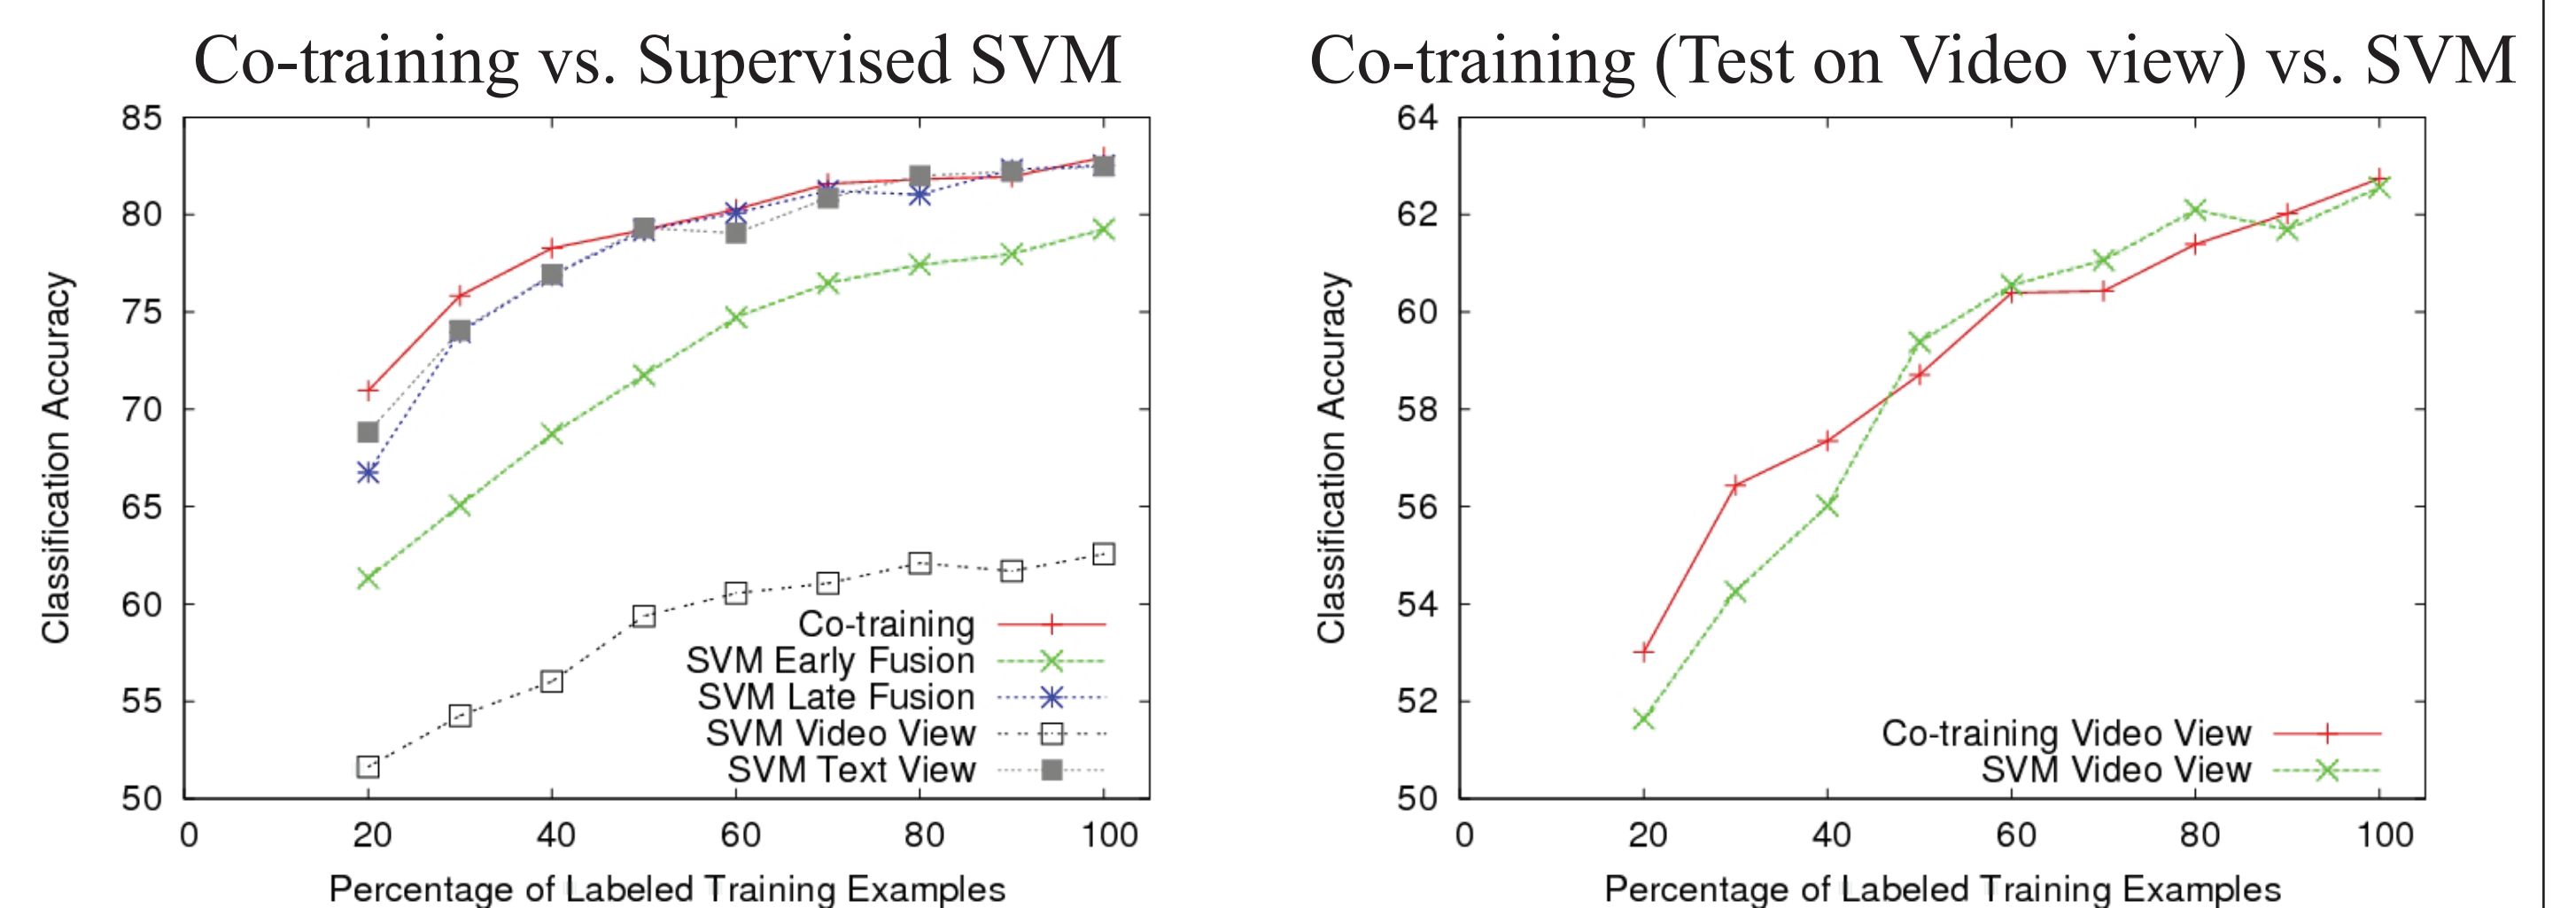 Co-training vs. Supervised SVM
85
80
75
70
65
60
55
50
Classification Accuracy
Co-training
SVM Early Fusion
SVM Late Fusion
SVM Video View
SVM Text View
0 20 40 60 80 100
Percentage of Labeled Training Examples
Co-training (Test on Video view) vs. SVM
64
62
60
58
56
54
52
50
Classification Accuracy
Co-training Video View
SVM Video View
0 20 40 60 80 100
Percentage of Labeled Training Examples